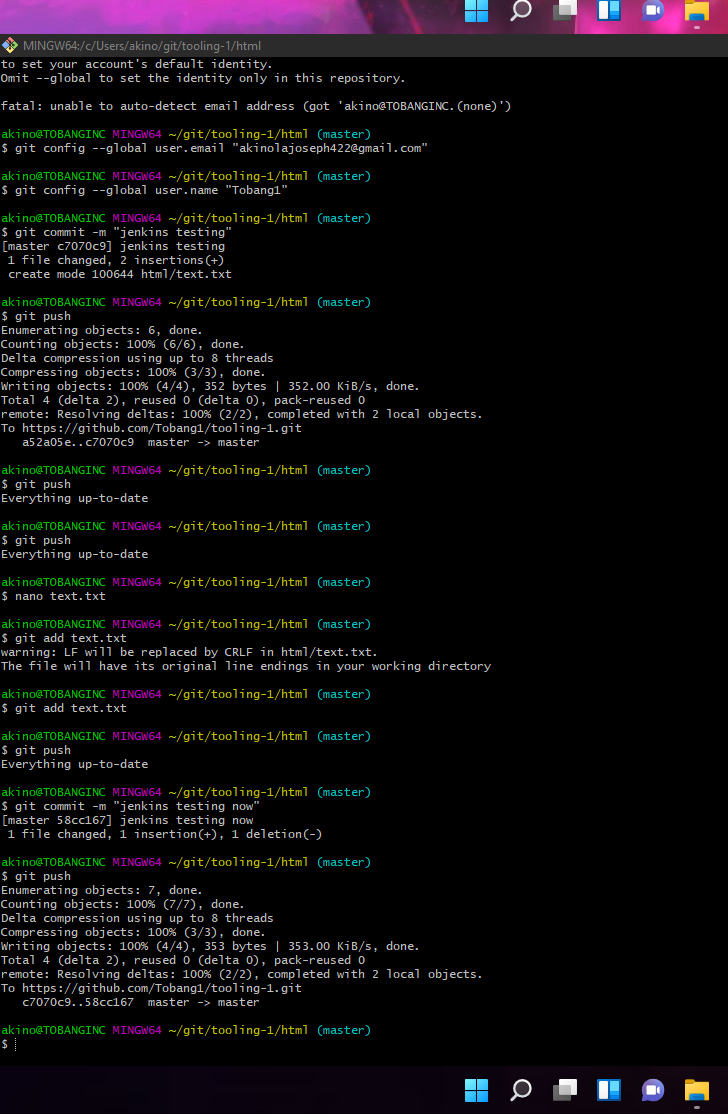 MINGW64:/c/Users/akino/git/tooling-1/html
to set your account's default identity.
Omit --global to set the identity only in this repository.
fatal: unable to auto-detect email address (got 'akino@TOBANGINC.(none)')
akino@TOBANGINC MINGW64 ~/git/tooling-1/html (master)
$ git config --global user.email "akinolajoseph422@gmail.com"
akino@TOBANGINC MINGW64 ~/git/tooling-1/html (master)
$ git config --global user.name "Tobang1"
akino@TOBANGINC MINGW64 ~/git/tooling-1/html (master)
$ git commit -m "jenkins testing"
[master c7070c9] jenkins testing
 1 file changed, 2 insertions(+)
 create mode 100644 html/text.txt
akino@TOBANGINC MINGW64 ~/git/tooling-1/html (master)
$ git push
Enumerating objects: 6, done.
Counting objects: 100% (6/6), done.
Delta compression using up to 8 threads
Compressing objects: 100% (3/3), done.
Writing objects: 100% (4/4), 352 bytes | 352.00 KiB/s, done.
Total 4 (delta 2), reused 0 (delta 0), pack-reused 0
remote: Resolving deltas: 100% (2/2), completed with 2 local objects.
To https://github.com/Tobang1/tooling-1.git
   a52a05e..c7070c9  master -> master
akino@TOBANGINC MINGW64 ~/git/tooling-1/html (master)
$ git push
Everything up-to-date
akino@TOBANGINC MINGW64 ~/git/tooling-1/html (master)
$ git push
Everything up-to-date
akino@TOBANGINC MINGW64 ~/git/tooling-1/html (master)
$ nano text.txt
akino@TOBANGINC MINGW64 ~/git/tooling-1/html (master)
$ git add text.txt
warning: LF will be replaced by CRLF in html/text.txt.
The file will have its original line endings in your working directory
akino@TOBANGINC MINGW64 ~/git/tooling-1/html (master)
$ git add text.txt
akino@TOBANGINC MINGW64 ~/git/tooling-1/html (master)
$ git push
Everything up-to-date
akino@TOBANGINC MINGW64 ~/git/tooling-1/html (master)
$ git commit -m "jenkins testing now"
[master 58cc167] jenkins testing now
 1 file changed, 1 insertion(+), 1 deletion(-)
akino@TOBANGINC MINGW64 ~/git/tooling-1/html (master)
$ git push
Enumerating objects: 7, done.
Counting objects: 100% (7/7), done.
Delta compression using up to 8 threads
Compressing objects: 100% (3/3), done.
Writing objects: 100% (4/4), 353 bytes | 353.00 KiB/s, done.
Total 4 (delta 2), reused 0 (delta 0), pack-reused 0
remote: Resolving deltas: 100% (2/2), completed with 2 local objects.
To https://github.com/Tobang1/tooling-1.git
   c7070c9..58cc167  master -> master
akino@TOBANGINC MINGW64 ~/git/tooling-1/html (master)
$